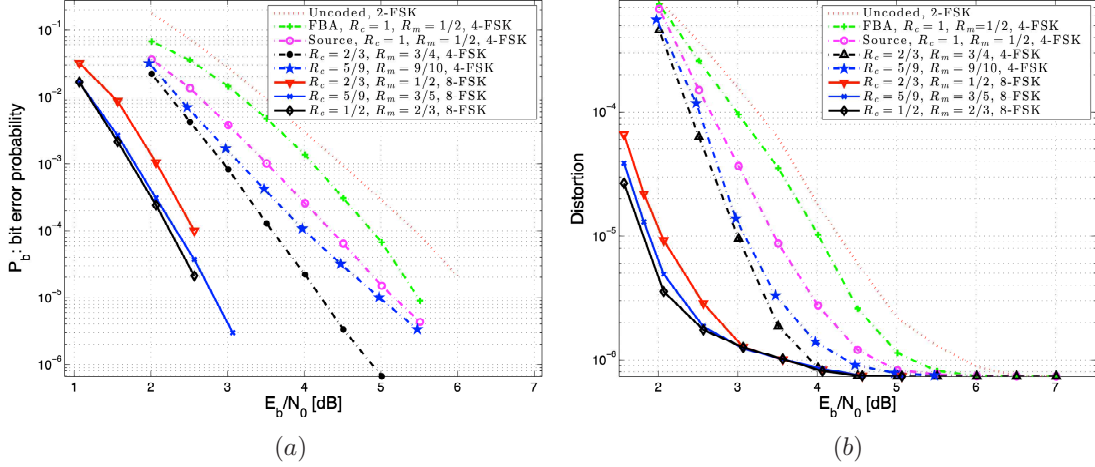 Uncoded, 2-FSK
FBA, R_c = 1, R_m = 1/2, 4-FSK
Source, R_c = 1, R_m = 1/2, 4-FSK
R_c = 2/3, R_m = 3/4, 4-FSK
R_c − 5/9, R_m − 9/10, 4-FSK
R_c = 2/3, R_m = 1/2, 8-FSK
R_c = 5/9, R_m = 3/5, 8-FSK
R_c = 1/2, R_m = 2/3, 8-FSK
10^-1
10^-2
10^-3
10^-4
10^-5
10^-6
P_b: bit error probability
1 2 3 4 5 6 7
E_b/N_0 [dB]
(a)
Uncoded, 2-FSK
FBA, R_c = 1, R_m=1/2, 4-FSK
Source, R_c = 1, R_m = 1/2, 4-FSK
R_c = 2/3, R_m = 3/4, 4-FSK
R_c − 5/9, R_m − 9/10, 4-FSK
R_c = 2/3, R_m = 1/2, 8-FSK
R_c = 5/9, R_m = 3/5, 8-FSK
R_c = 1/2, R_m = 2/3, 8-FSK
10^-4
10^-5
10^-6
Distortion
2 3 4 5 6 7
E_b/N_0 [dB]
(b)